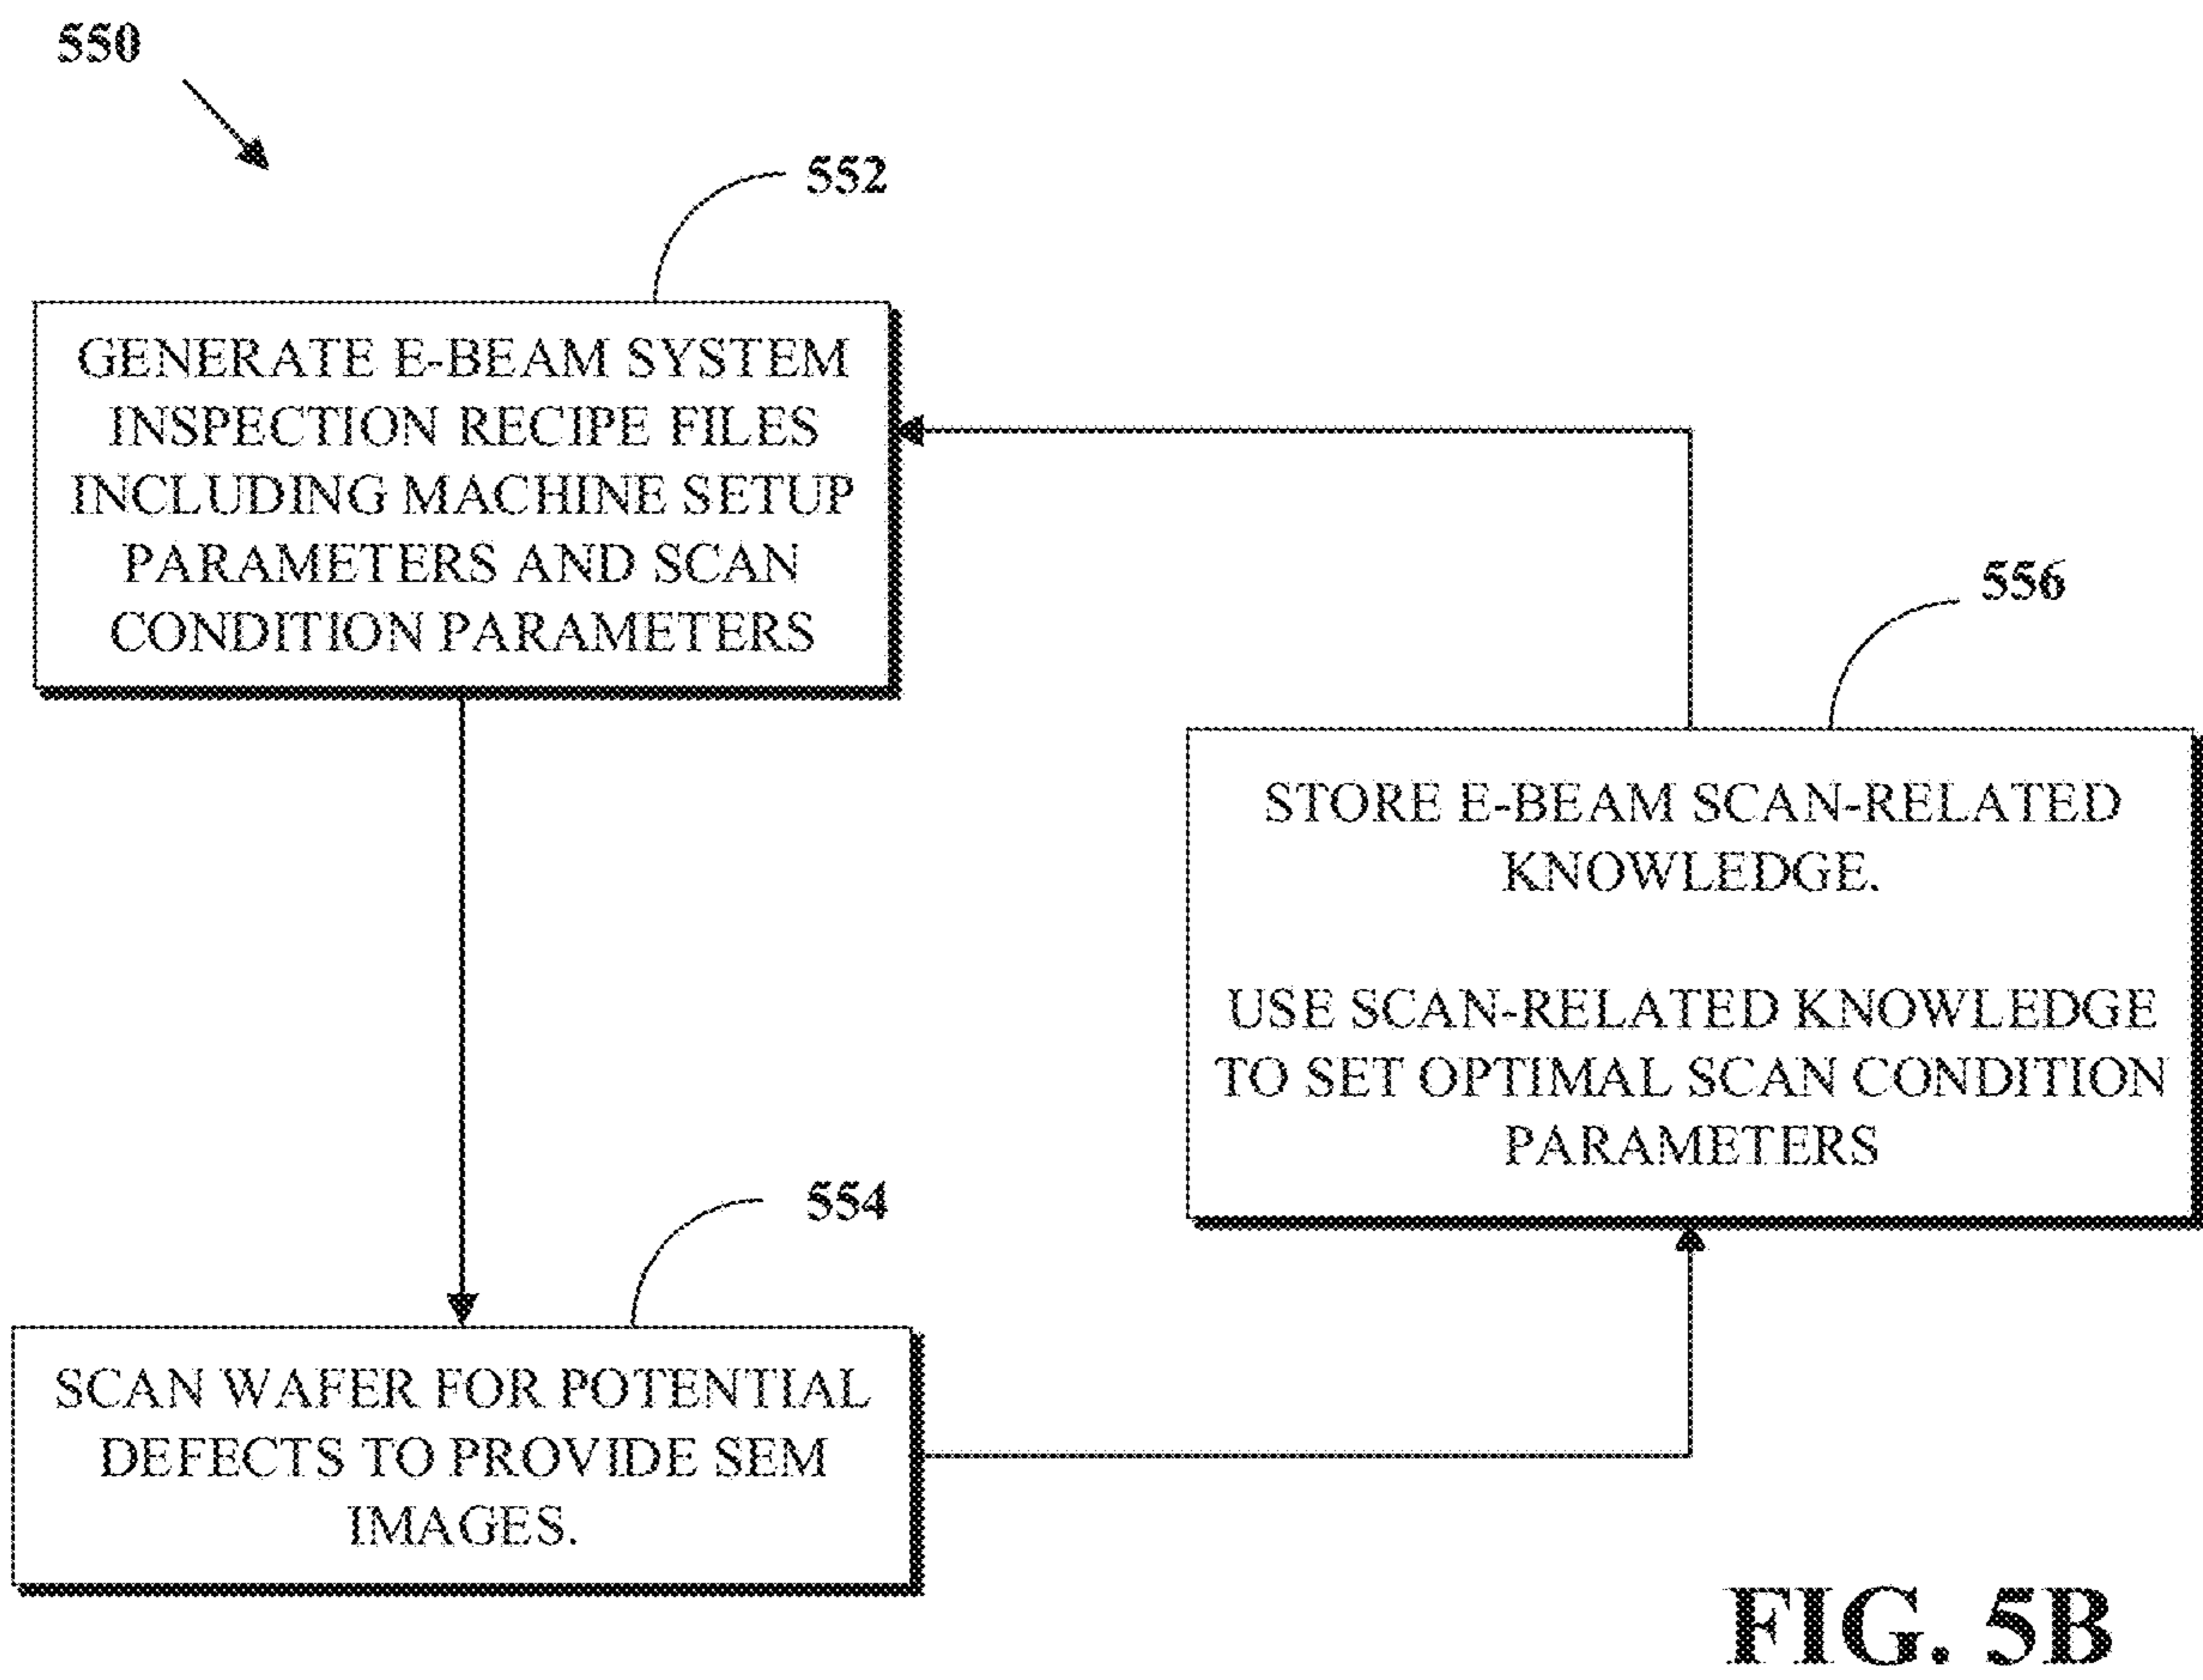 550
552
GENERATE E-BEAM SYSTEM
INSPECTION RECIPE FILES
INCLUDING MACHINE SETUP
PARAMETERS AND SCAN
CONDITION PARAMETERS
556
STORE E-BEAM SCAN-RELATED
KNOWLEDGE.
USE SCAN-RELATED KNOWLEDGE
TO SET OPTIMAL SCAN CONDITION
PARAMETERS
554
SCAN WAFER FOR POTENTIAL
DEFECTS TO PROVIDE SEM
IMAGES.
FIG. 5B